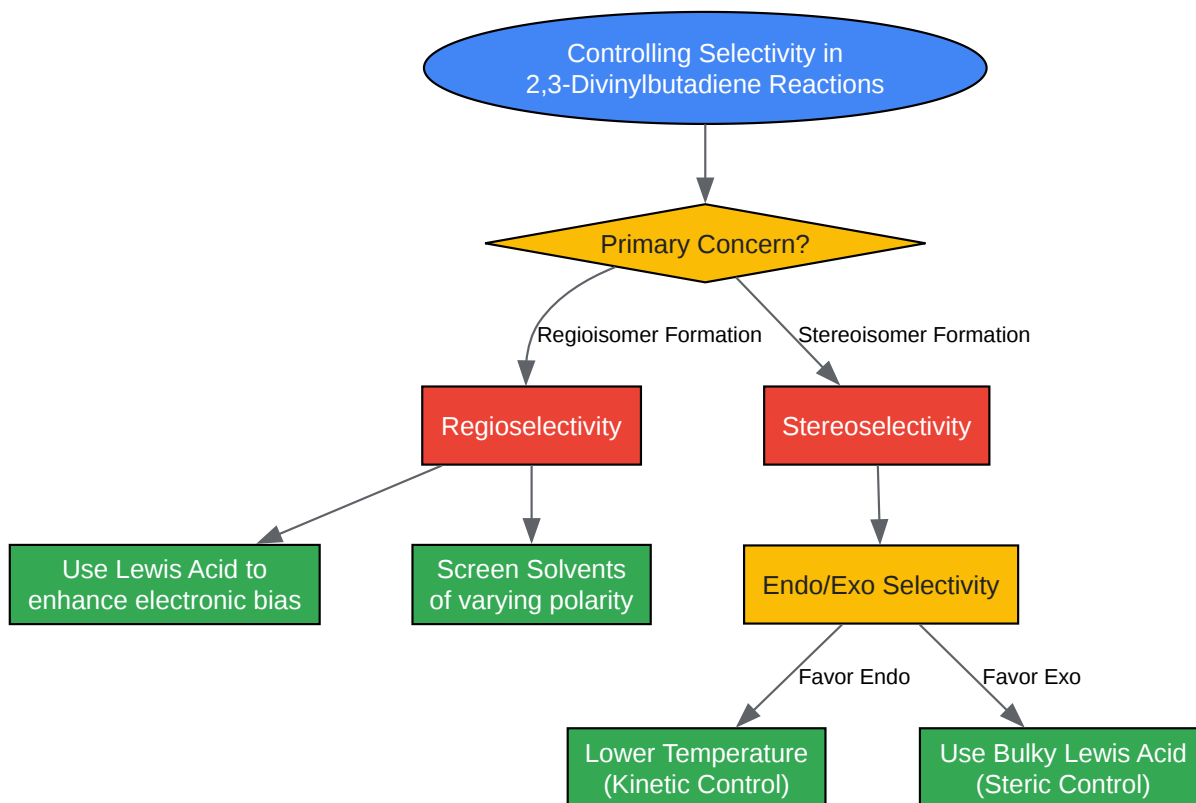 Controlling Selectivity in
2,3-Divinylbutadiene Reactions
Primary Concern?
Regioisomer Formation
Stereoisomer Formation
Regioselectivity
Stereoselectivity
Use Lewis Acid to
enhance electronic bias
Screen Solvents
of varying polarity
Endo/Exo Selectivity
Favor Endo
Favor Exo
Lower Temperature
(Kinetic Control)
Use Bulky Lewis Acid
(Steric Control)